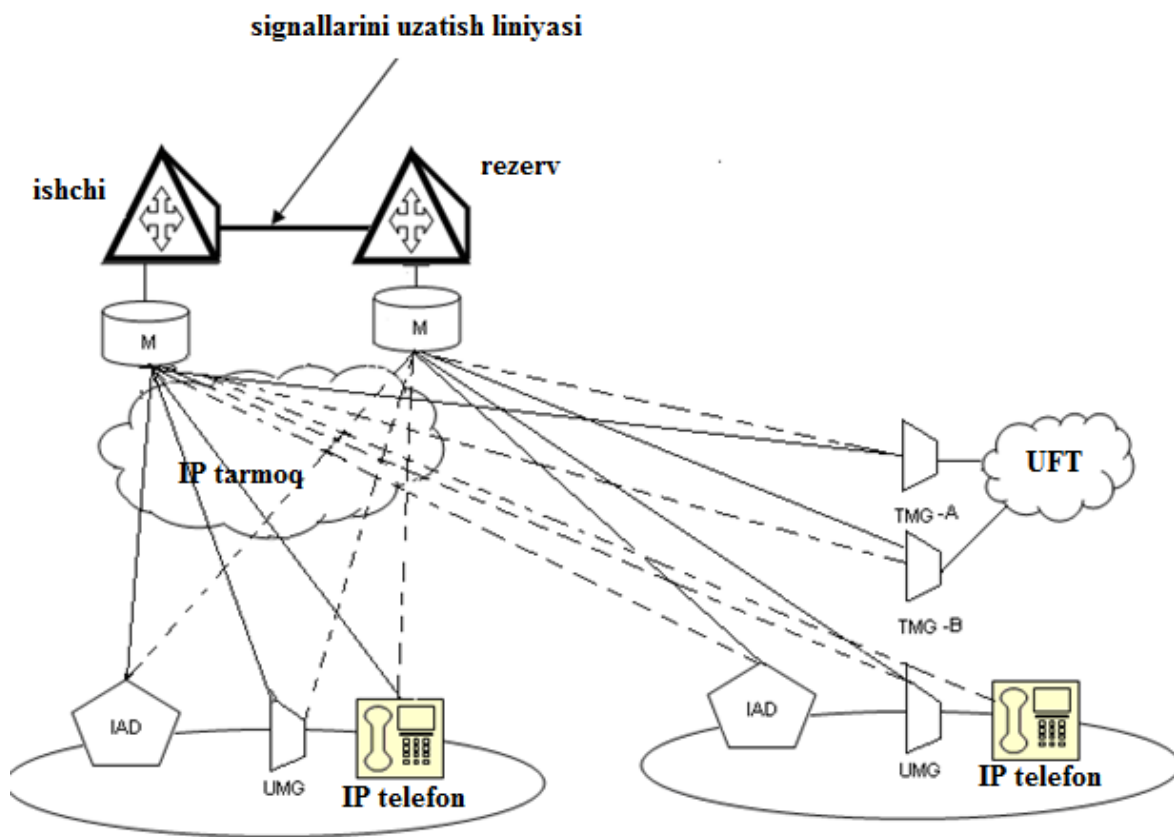 signallarini uzatish liniyasi
ishchi
rezerv
M
M
IP tarmoq
UFT
TMG -A
TMG -B
IAD
UMG
IP telefon
IAD
UMG
IP telefon